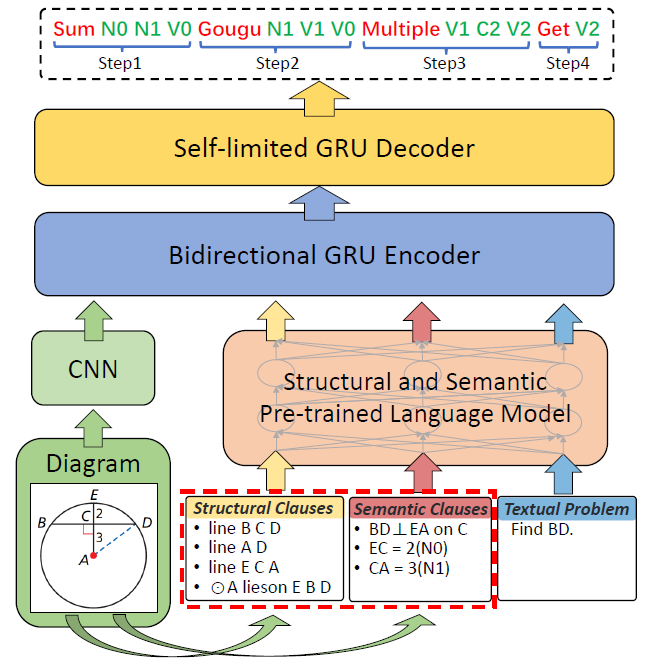 Sum N0 N1 V0 Gougu N1 V1 V0 Multiple V1 C2 V2 Get V2
Step1 Step2 Step3 Step4
Self-limited GRU Decoder
Bidirectional GRU Encoder
CNN
Structural and Semantic
Pre-trained Language Model
Diagram
E
B C 2 D
3
A
Structural Clauses
• line B C D
• line A D
• line E C A
• ⊙A lieson E B D
Semantic Clauses
• BD⊥EA on C
• EC = 2(N0)
• CA = 3(N1)
Textual Problem
Find BD.